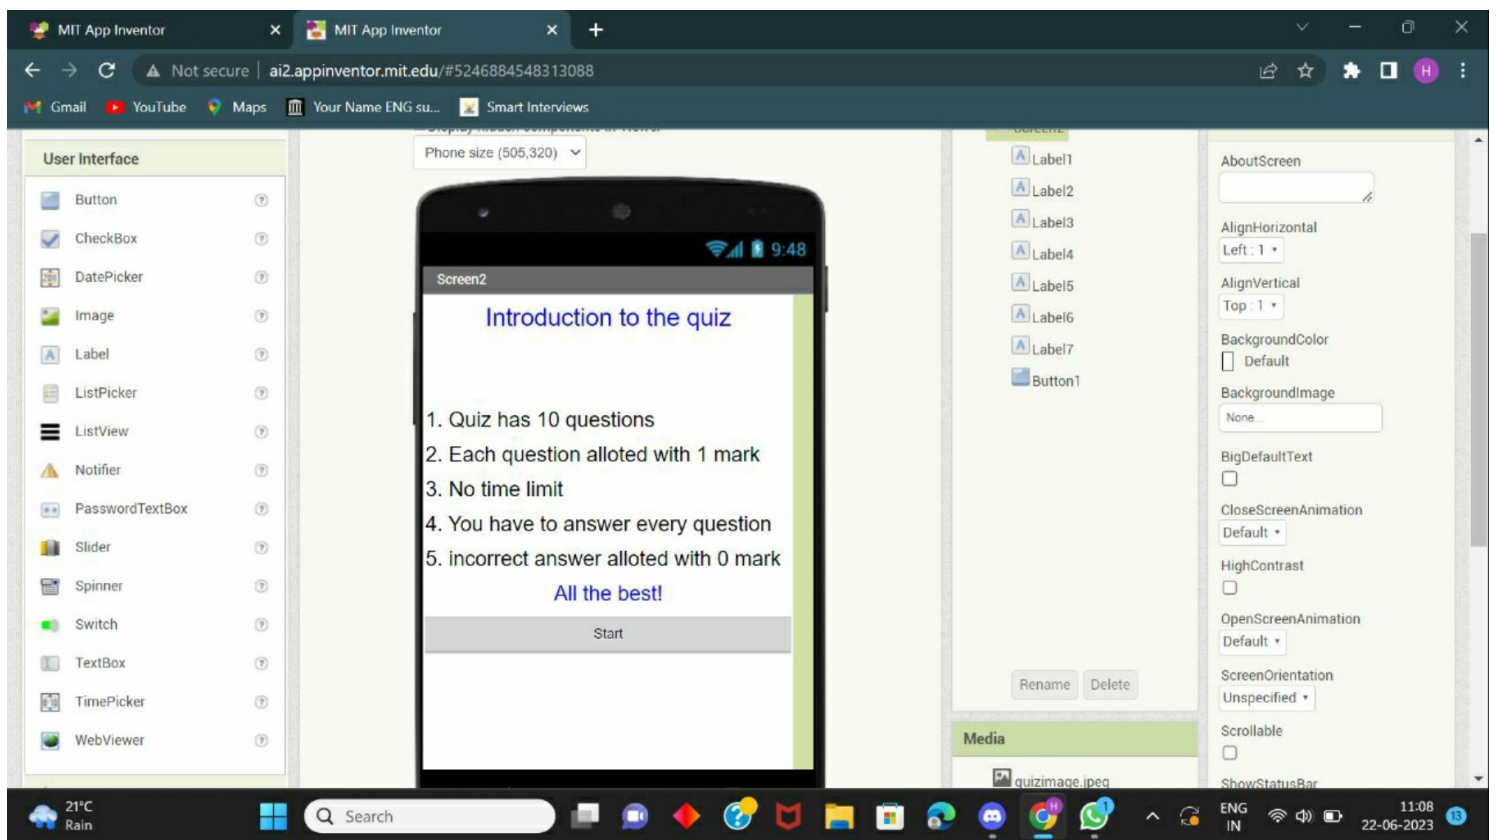 MIT App Inventor
MIT App Inventor
Not secure ai2.appinventor.mit.edu/#5246884548313088
H
Gmail YouTube Maps Your Name ENG su... Smart Interviews
User Interface
Button
CheckBox
DatePicker
Image
Label
ListPicker
ListView
Notifier
PasswordTextBox
Slider
Spinner
Switch
TextBox
TimePicker
WebViewer
Phone size (505,320)
9:48
Screen2
Introduction to the quiz
1. Quiz has 10 questions
2. Each question alloted with 1 mark
3. No time limit
4. You have to answer every question
5. incorrect answer alloted with 0 mark
All the best!
Start
Screen2
Label1
Label2
Label3
Label4
Label5
Label6
Label7
Button1
Rename Delete
Media
quizimage.jpeg
AboutScreen
AlignHorizontal
Left : 1
AlignVertical
Top : 1
BackgroundColor
Default
BackgroundImage
None...
BigDefaultText
CloseScreenAnimation
Default
HighContrast
OpenScreenAnimation
Default
ScreenOrientation
Unspecified
Scrollable
ShowStatusBar
21°C
Rain
Search
H
1
ENG
IN
11:08
22-06-2023
13